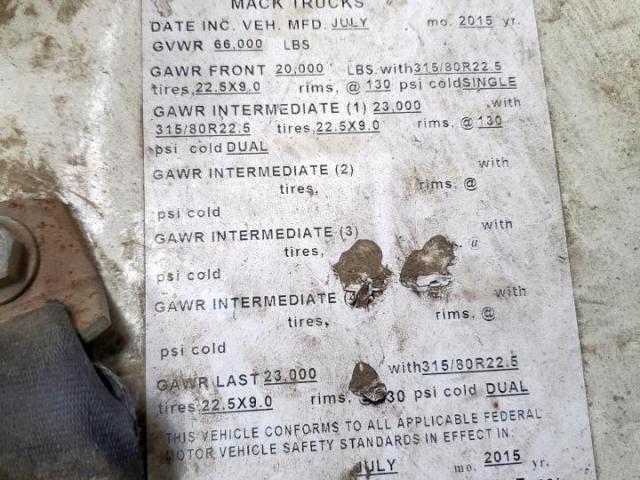 MACK TRUCKS
DATE INC. VEH. MFD. JULY mo. 2015 yr.
GVWR 66,000 LBS
GAWR FRONT 20,000 LBS. with 315/80R22.5
tires, 22.5X9.0 rims, @ 130 psi cold SINGLE
GAWR INTERMEDIATE (1) 23,000 with
315/80R22.5 tires, 22.5X9.0 rims, @ 130
psi cold DUAL
GAWR INTERMEDIATE (2) with
tires, rims, @
psi cold
GAWR INTERMEDIATE (3) with
tires, @
psi cold
GAWR INTERMEDIATE with
tires, rims, @
psi cold
GAWR LAST 23,000 with 315/80R22.5
tires, 22.5X9.0 rims, 30 psi cold DUAL
THIS VEHICLE CONFORMS TO ALL APPLICABLE FEDERAL
MOTOR VEHICLE SAFETY STANDARDS IN EFFECT IN:
JULY mo. 2015 yr.